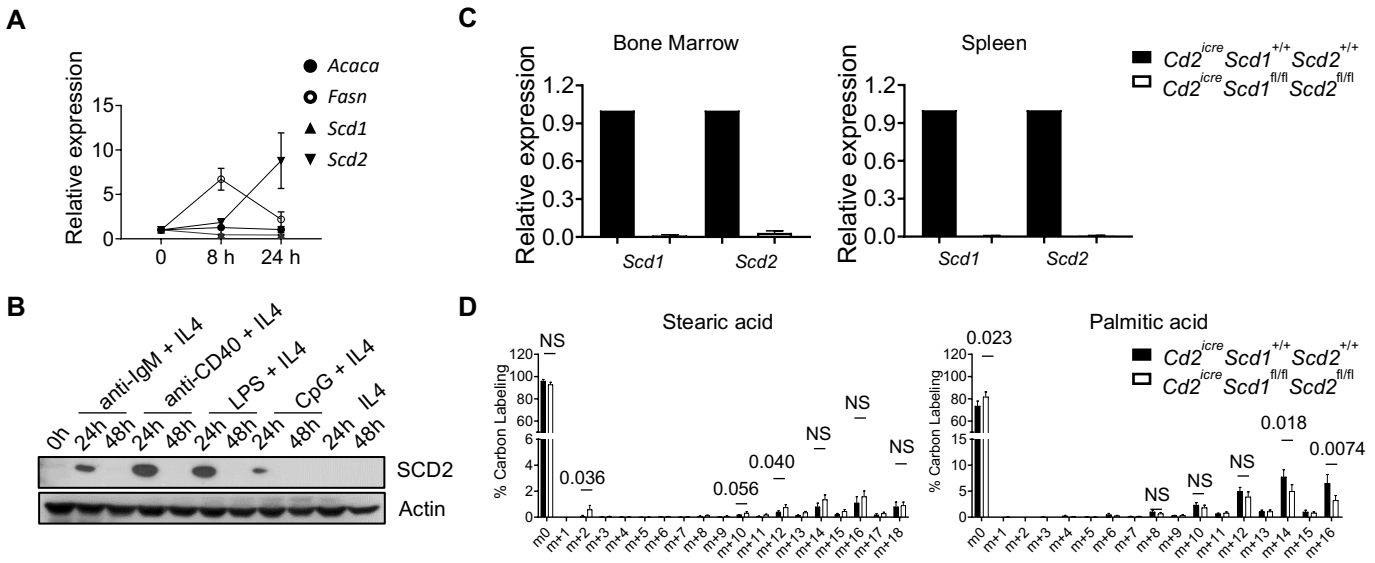 A
Relative expression
15
10
5
0
0 8 h 24 h
Acaca
Fasn
Scd1
Scd2
B
anti-IgM + IL4
anti-CD40 + IL4
LPS + IL4
CpG + IL4
IL4
0h 24h 48h 24h 48h 24h 48h 24h 48h 24h 48h
SCD2
Actin
C
Bone Marrow
Relative expression
1.2
0.9
0.6
0.3
0.0
Scd1 Scd2
Spleen
Relative expression
1.2
0.9
0.6
0.3
0.0
Scd1 Scd2
Cd2icreScd1+/+Scd2+/+
Cd2icreScd1fl/flScd2fl/fl
D
Stearic acid
% Carbon Labeling
120
100
80
60
40
6
4
2
0
NS 0.036 0.056 0.040 NS NS NS
m0 m+1 m+2 m+3 m+4 m+5 m+6 m+7 m+8 m+9 m+10 m+11 m+12 m+13 m+14 m+15 m+16 m+17 m+18
Palmitic acid
% Carbon Labeling
120
100
80
60
40
15
10
5
0
0.023 NS NS NS 0.018 0.0074
m0 m+1 m+2 m+3 m+4 m+5 m+6 m+7 m+8 m+9 m+10 m+11 m+12 m+13 m+14 m+15 m+16
Cd2icreScd1+/+Scd2+/+
Cd2icreScd1fl/flScd2fl/fl